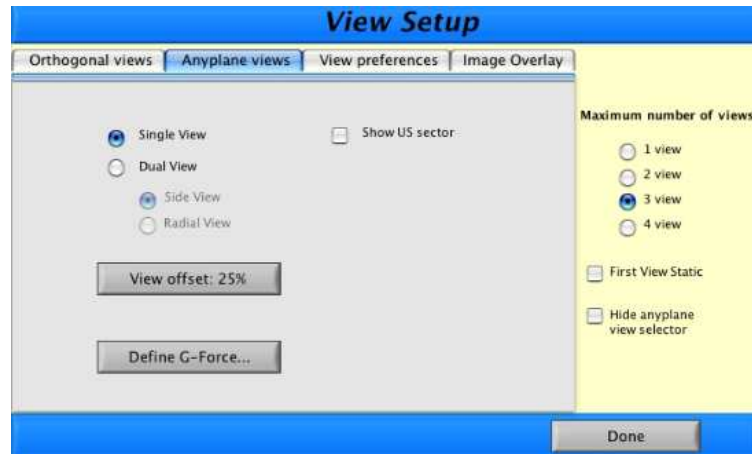 View Setup
Orthogonal views
Anyplane views
View preferences
Image Overlay
Single View
Show US sector
Dual View
Side View
Radial View
View offset: 25%
Define G-Force...
Maximum number of views
1 view
2 view
3 view
4 view
First View Static
Hide anyplane
view selector
Done